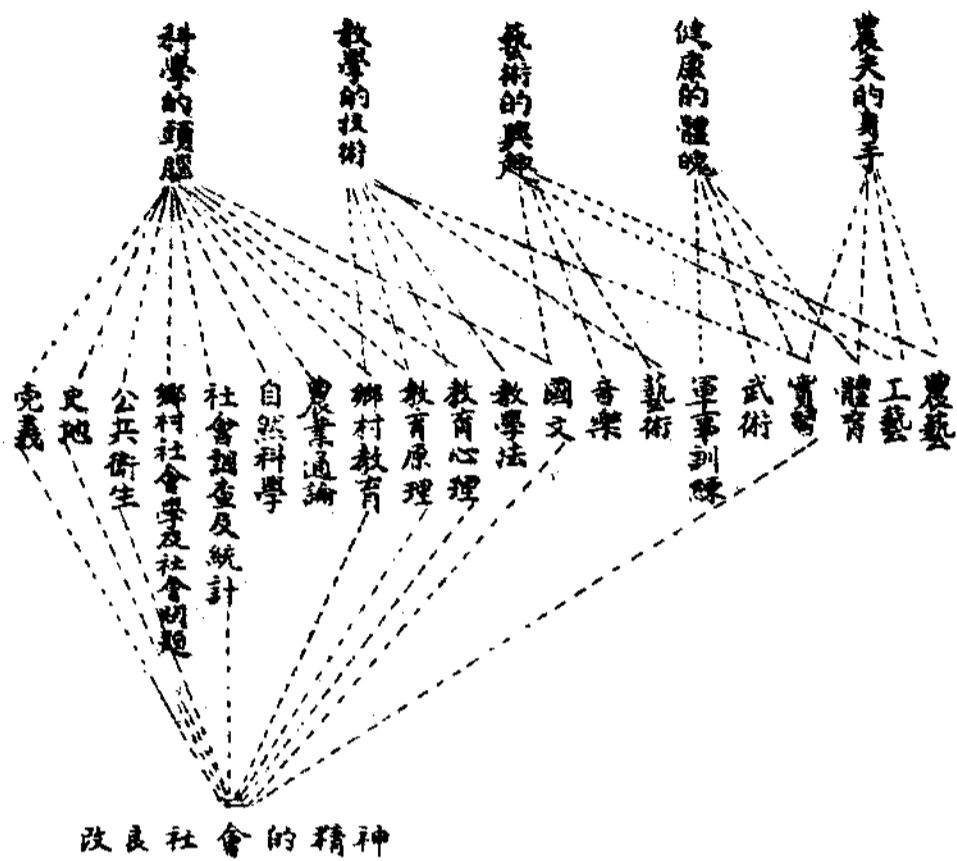 科學的頭腦
教學的技術
藝術的興趣
健康的體魄
農夫的身手
党義
史地
公共衛生
鄉村社會學及社會問題
社會調查及統計
自然科學
農業通論
鄉村教育
教育原理
教育心理
教學法
國文
音樂
藝術
軍事訓練
武術
實習
體育
工藝
農藝
改良社會的精神